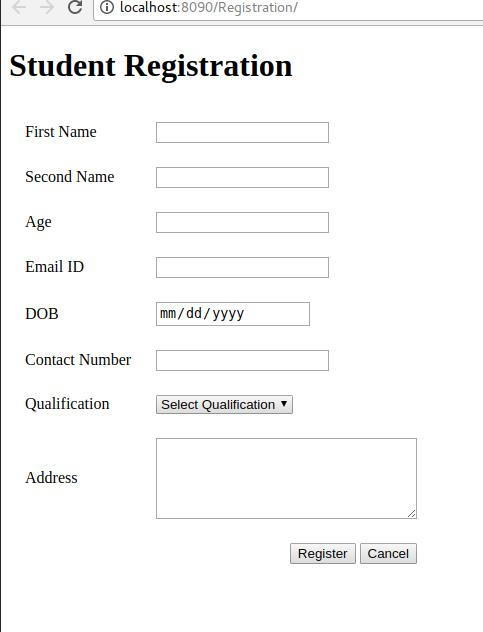 localhost:8090/Registration/
Student Registration
First Name
Second Name
Age
Email ID
DOB mm/dd/yyyy
Contact Number
Qualification Select Qualification
Address
Register Cancel